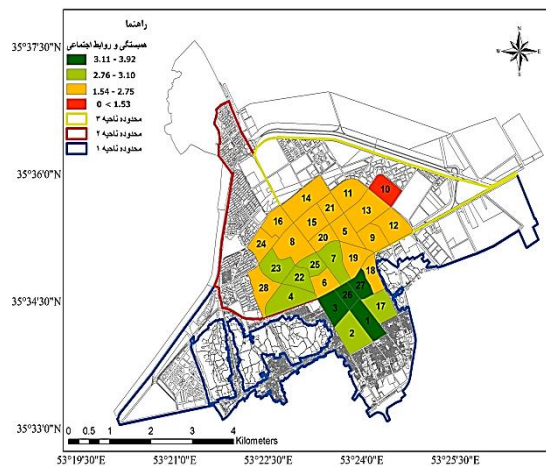 راهنما
همبستگی و روابط اجتماعی
3.11 - 3.92
2.76 - 3.10
1.54 - 2.75
0 < 1.53
محدوده ناحیه ۳
محدوده ناحیه ۲
محدوده ناحیه ۱
N
W E
S
35°37'30"N
35°36'0"N
35°34'30"N
35°33'0"N
10
14
11
16
21
13
15
12
24
8
20
5
9
23
25
7
19
22
18
28
4
6
27
26
3
17
1
2
0 0.5 1 2 3 4
Kilometers
53°19'30"E 53°21'0"E 53°22'30"E 53°24'0"E 53°25'30"E